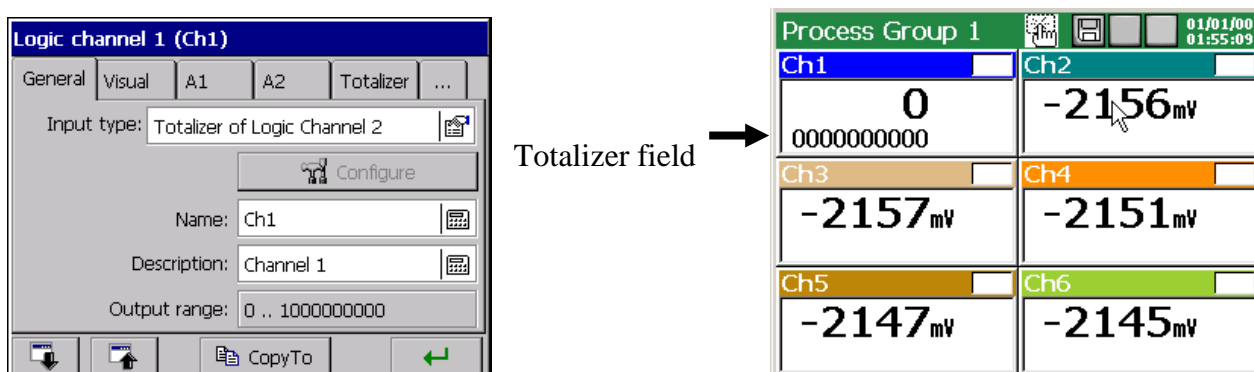 Logic channel 1 (Ch1)
General Visual A1 A2 Totalizer ...
Input type: Totalizer of Logic Channel 2
Configure
Name: Ch1
Description: Channel 1
Output range: 0 .. 1000000000
CopyTo
Totalizer field
Process Group 1 01/01/00
01:55:09
Ch1 Ch2
0 -2156mV
0000000000
Ch3 Ch4
-2157mV -2151mV
Ch5 Ch6
-2147mV -2145mV